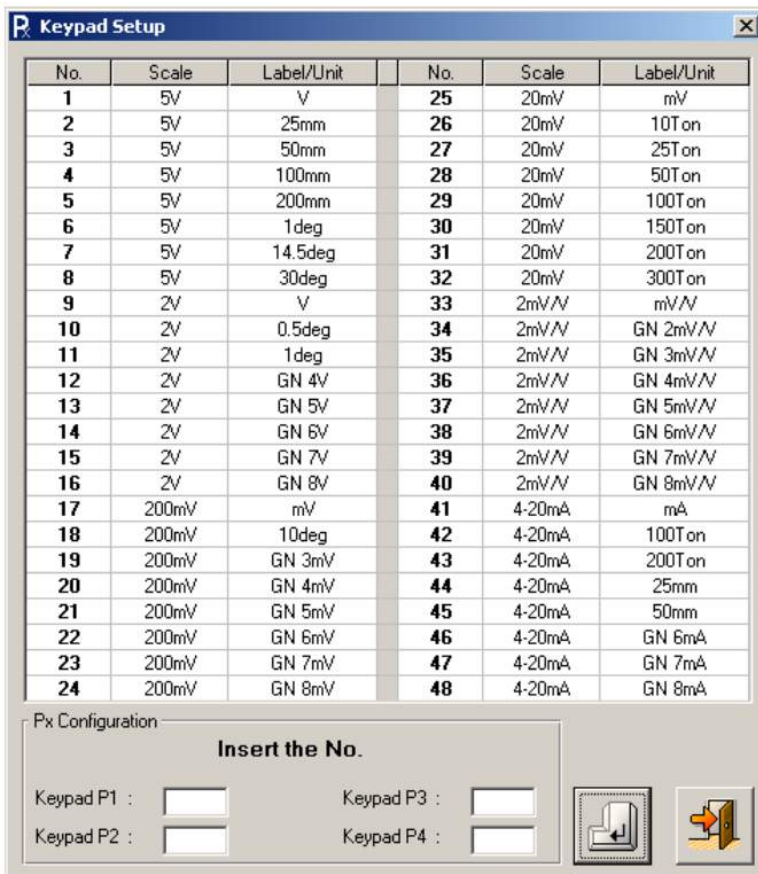 Px Keypad Setup
No. Scale Label/Unit No. Scale Label/Unit
1 5V V 25 20mV mV
2 5V 25mm 26 20mV 10Ton
3 5V 50mm 27 20mV 25Ton
4 5V 100mm 28 20mV 50Ton
5 5V 200mm 29 20mV 100Ton
6 5V 1deg 30 20mV 150Ton
7 5V 14.5deg 31 20mV 200Ton
8 5V 30deg 32 20mV 300Ton
9 2V V 33 2mV/V mV/V
10 2V 0.5deg 34 2mV/V GN 2mV/V
11 2V 1deg 35 2mV/V GN 3mV/V
12 2V GN 4V 36 2mV/V GN 4mV/V
13 2V GN 5V 37 2mV/V GN 5mV/V
14 2V GN 6V 38 2mV/V GN 6mV/V
15 2V GN 7V 39 2mV/V GN 7mV/V
16 2V GN 8V 40 2mV/V GN 8mV/V
17 200mV mV 41 4-20mA mA
18 200mV 10deg 42 4-20mA 100Ton
19 200mV GN 3mV 43 4-20mA 200Ton
20 200mV GN 4mV 44 4-20mA 25mm
21 200mV GN 5mV 45 4-20mA 50mm
22 200mV GN 6mV 46 4-20mA GN 6mA
23 200mV GN 7mV 47 4-20mA GN 7mA
24 200mV GN 8mV 48 4-20mA GN 8mA
Px Configuration
Insert the No.
Keypad P1 : Keypad P3 :
Keypad P2 : Keypad P4 :